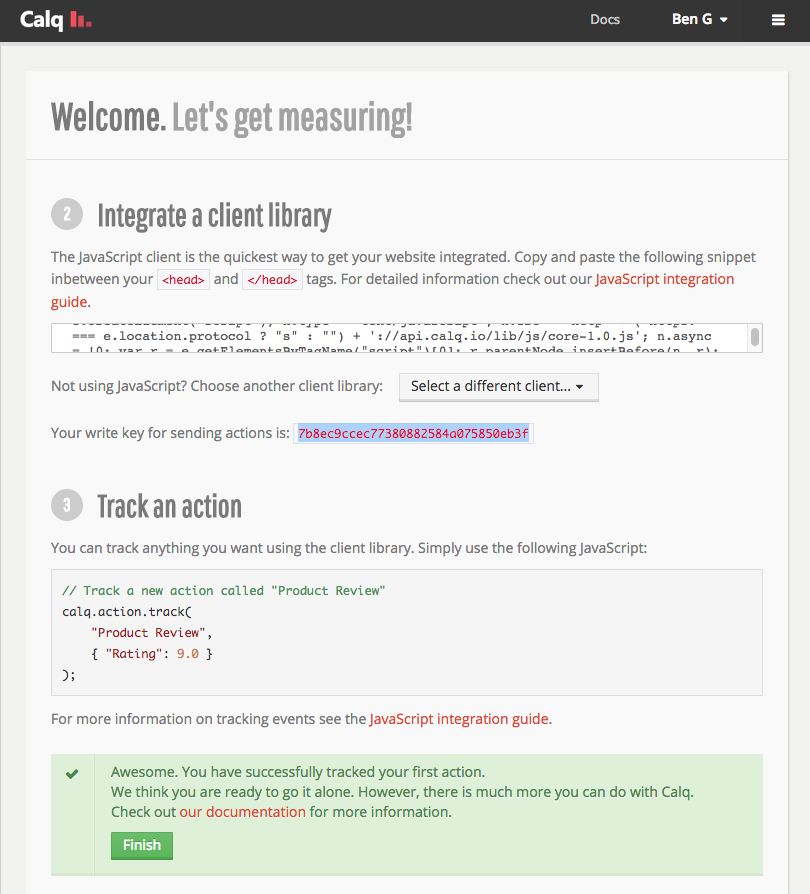 Calq
Docs
Ben G
Welcome. Let's get measuring!
2 Integrate a client library
The JavaScript client is the quickest way to get your website integrated. Copy and paste the following snippet
inbetween your <head> and </head> tags. For detailed information check out our JavaScript integration
guide.
=== e.location.protocol ? "s" : "") + '://api.calq.io/lib/js/core-1.0.js'; n.async
= !0; var r = e.getElementsByTagName("script")[0]; r.parentNode.insertBefore(n, r);
Not using JavaScript? Choose another client library: Select a different client...
Your write key for sending actions is: 7b8ec9ccec77380882584a075850eb3f
3 Track an action
You can track anything you want using the client library. Simply use the following JavaScript:
// Track a new action called "Product Review"
calq.action.track(
"Product Review",
{ "Rating": 9.0 }
);
For more information on tracking events see the JavaScript integration guide.
Awesome. You have successfully tracked your first action.
We think you are ready to go it alone. However, there is much more you can do with Calq.
Check out our documentation for more information.
Finish